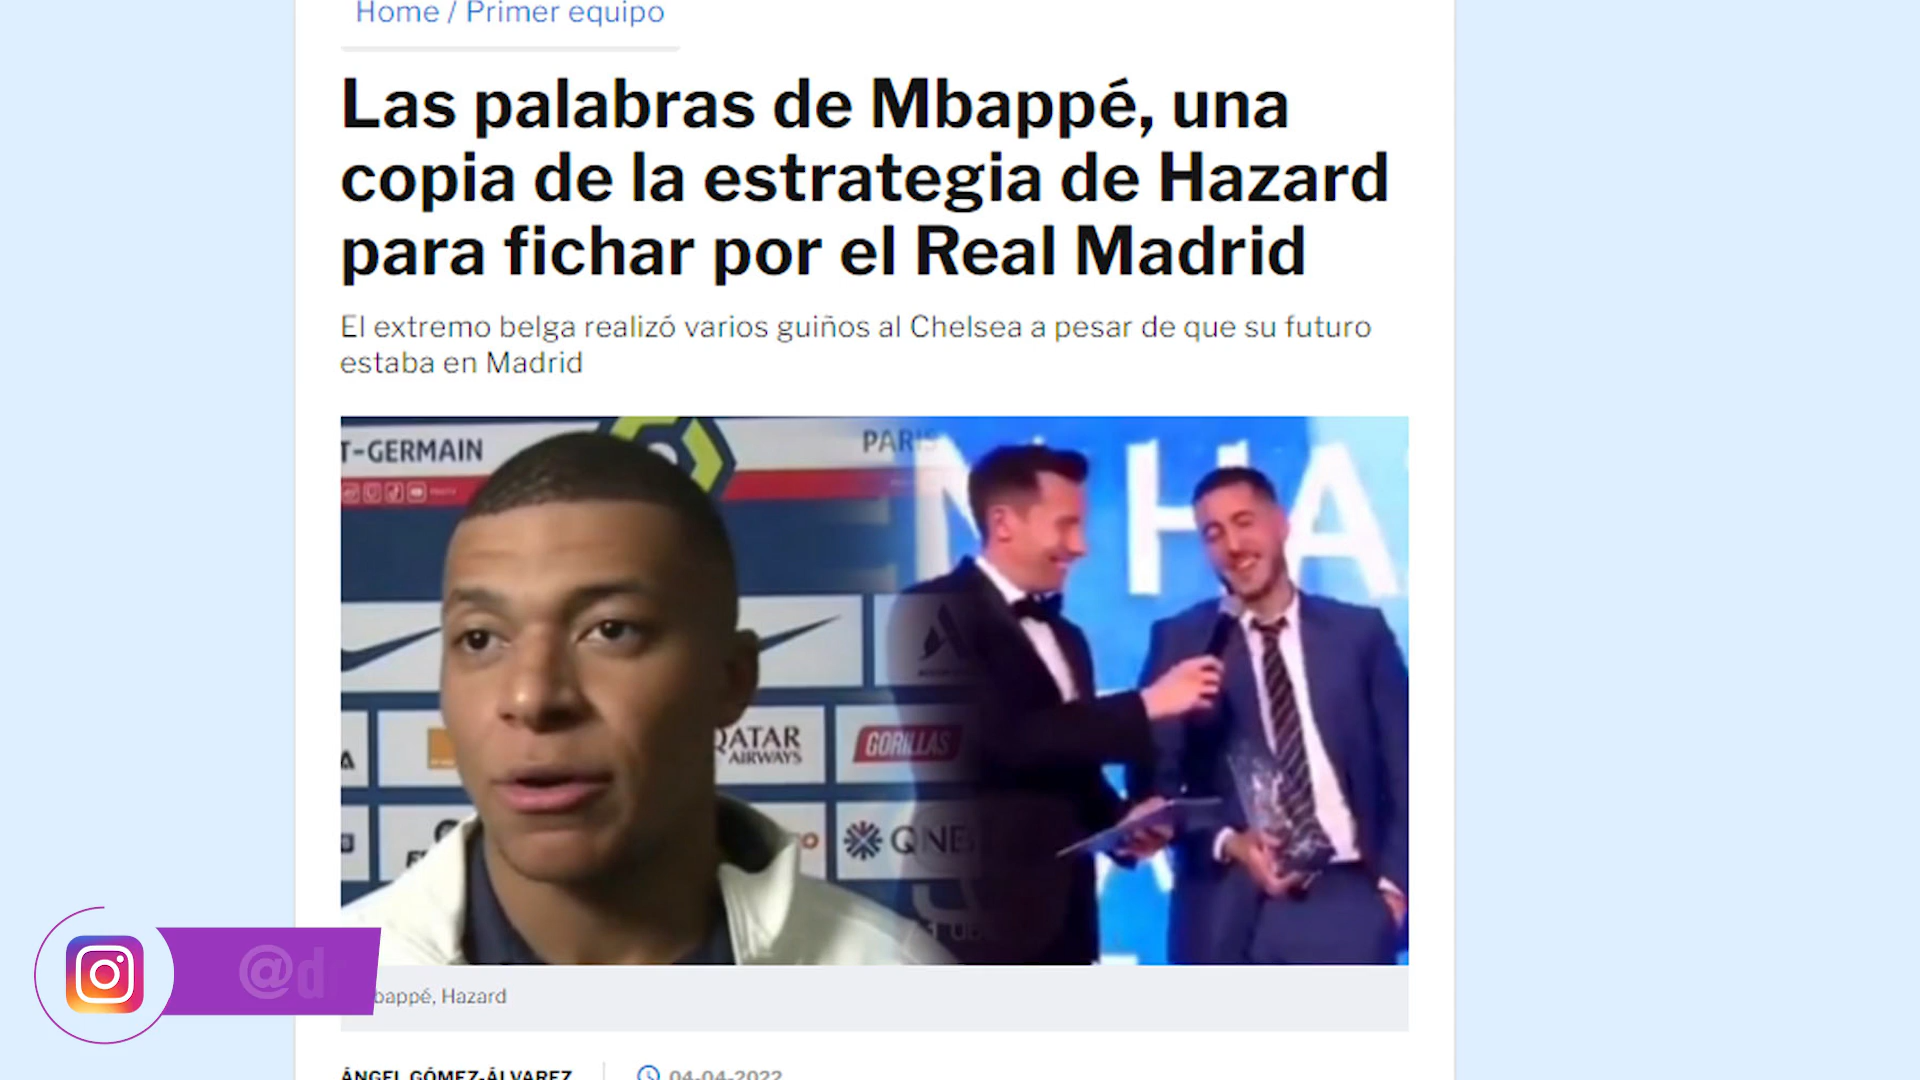 Home / Primer equipo
Las palabras de Mbappé, una
copia de la estrategia de Hazard
para fichar por el Real Madrid
El extremo belga realizó varios guiños al Chelsea a pesar de que su futuro
estaba en Madrid
T-GERMAIN
PARIS
HA
QATAR
AIRWAYS
GORILLAS
QNB
@d
bappé, Hazard
ÁNGEL GÓMEZ-ÁLVAREZ
04-04-2022